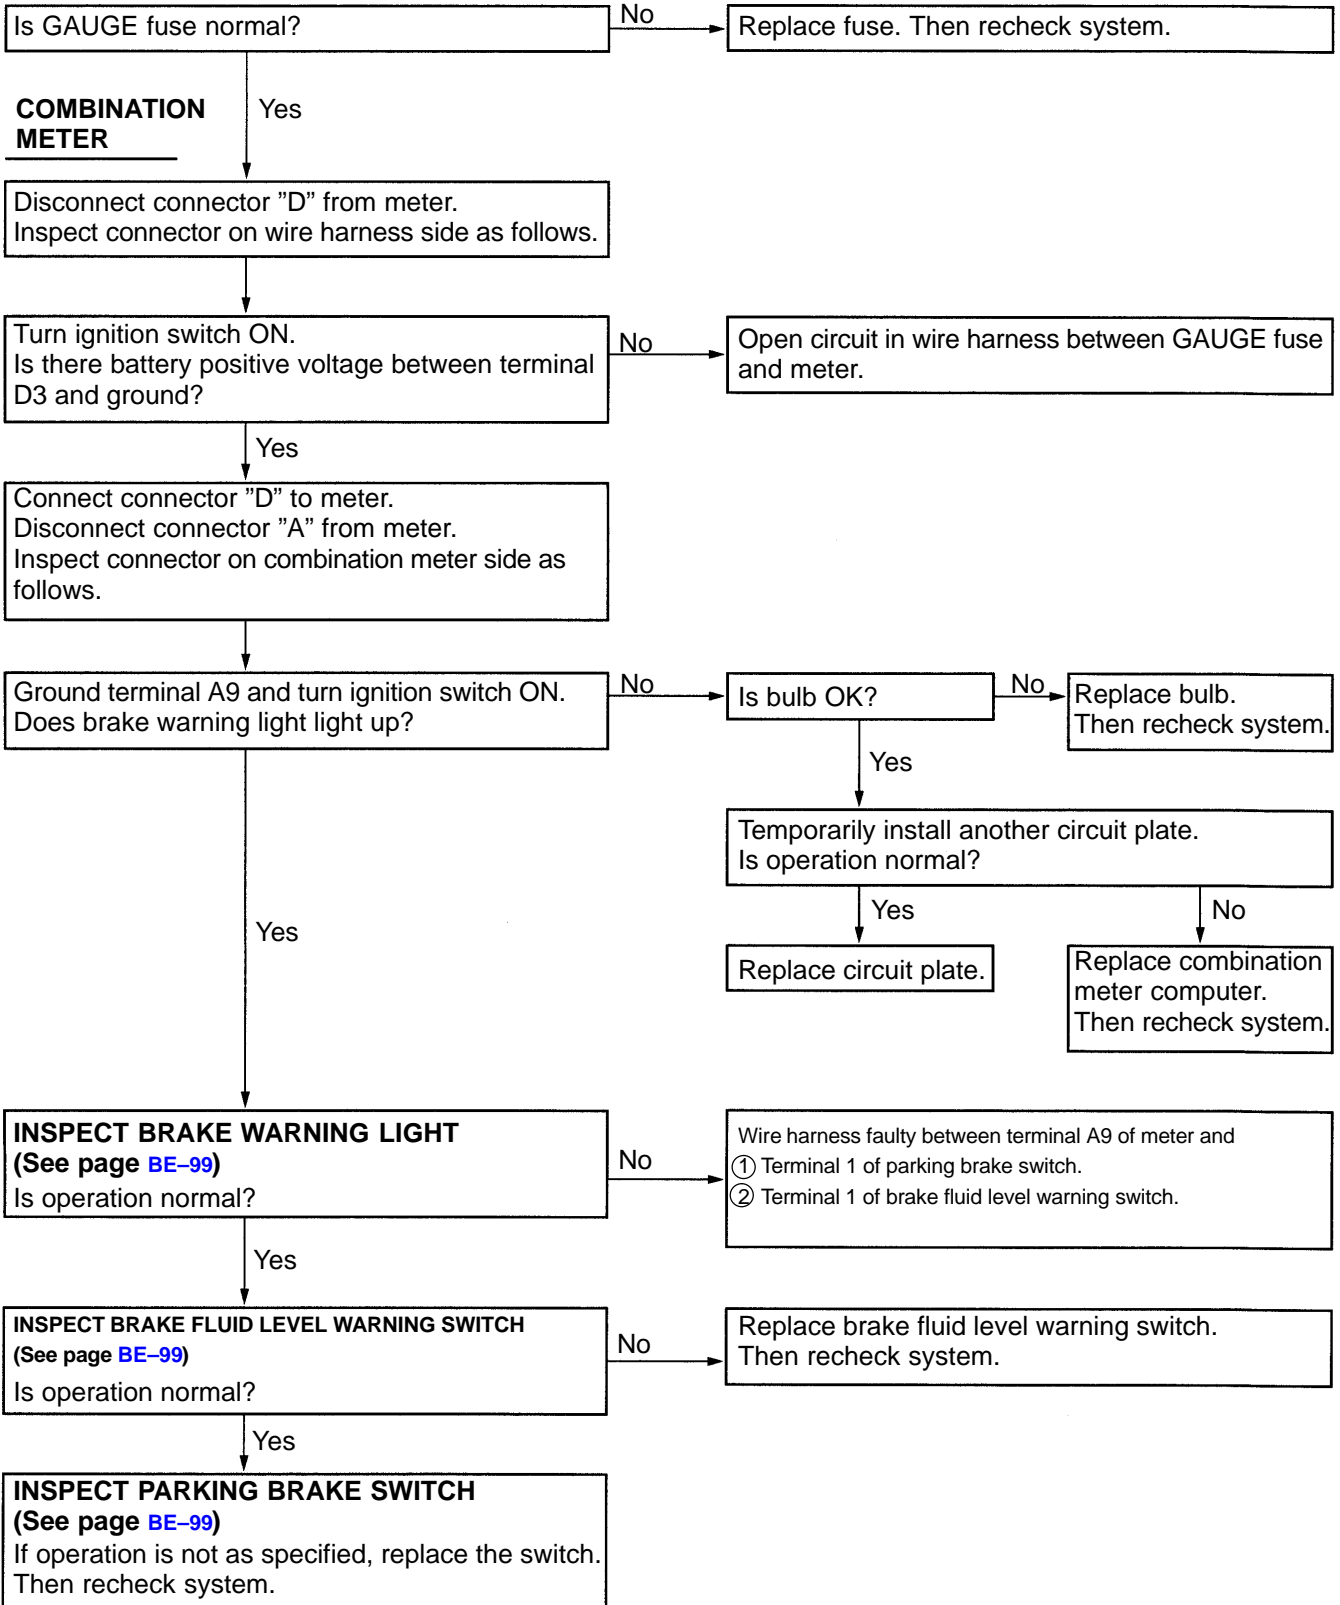 Is GAUGE fuse normal?
No
Replace fuse. Then recheck system.
COMBINATION
METER
Yes
Disconnect connector ”D” from meter.
Inspect connector on wire harness side as follows.
Turn ignition switch ON.
Is there battery positive voltage between terminal
D3 and ground?
No
Open circuit in wire harness between GAUGE fuse
and meter.
Yes
Connect connector ”D” to meter.
Disconnect connector ”A” from meter.
Inspect connector on combination meter side as
follows.
Ground terminal A9 and turn ignition switch ON.
Does brake warning light light up?
No
Is bulb OK?
No
Replace bulb.
Then recheck system.
Yes
Temporarily install another circuit plate.
Is operation normal?
Yes
No
Replace circuit plate.
Replace combination
meter computer.
Then recheck system.
Yes
INSPECT BRAKE WARNING LIGHT
(See page BE–99)
Is operation normal?
No
Wire harness faulty between terminal A9 of meter and
① Terminal 1 of parking brake switch.
② Terminal 1 of brake fluid level warning switch.
Yes
INSPECT BRAKE FLUID LEVEL WARNING SWITCH
(See page BE–99)
Is operation normal?
No
Replace brake fluid level warning switch.
Then recheck system.
Yes
INSPECT PARKING BRAKE SWITCH
(See page BE–99)
If operation is not as specified, replace the switch.
Then recheck system.